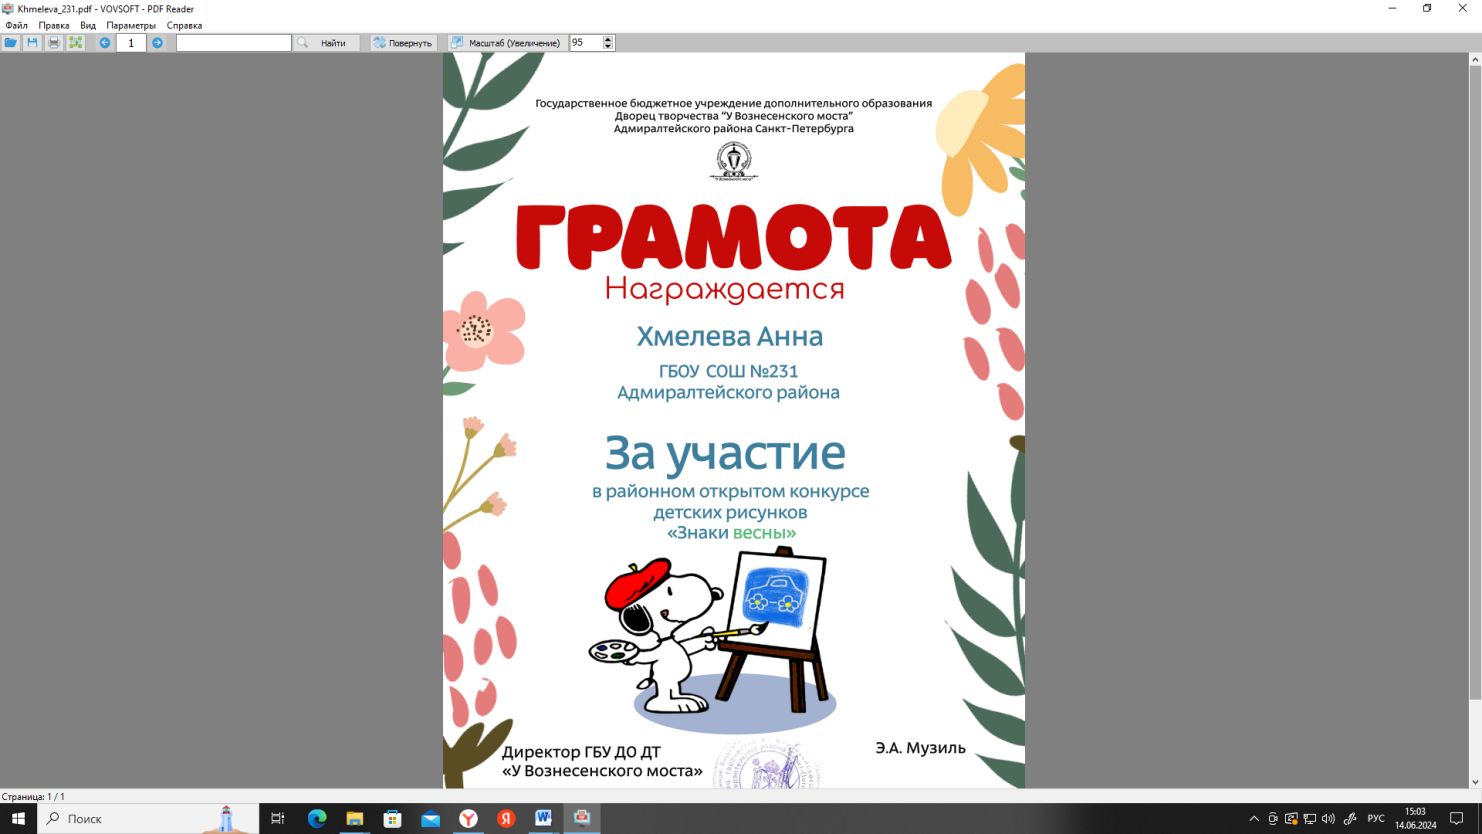 Khmeleva_231.pdf - VOVSOFT - PDF Reader
Файл Правка Вид Параметры Справка
1 Найти Повернуть Масштаб (Увеличение) 95
Государственное бюджетное учреждение дополнительного образования
Дворец творчества “У Вознесенского моста”
Адмиралтейского района Санкт-Петербурга
ГРАМОТА
Награждается
Хмелева Анна
ГБОУ СОШ №231
Адмиралтейского района
За участие
в районном открытом конкурсе
детских рисунков
«Знаки весны»
Директор ГБУ ДО ДТ
«У Вознесенского моста»
Э.А. Музиль
Страница: 1 / 1
Поиск
РУС
15:03
14.06.2024